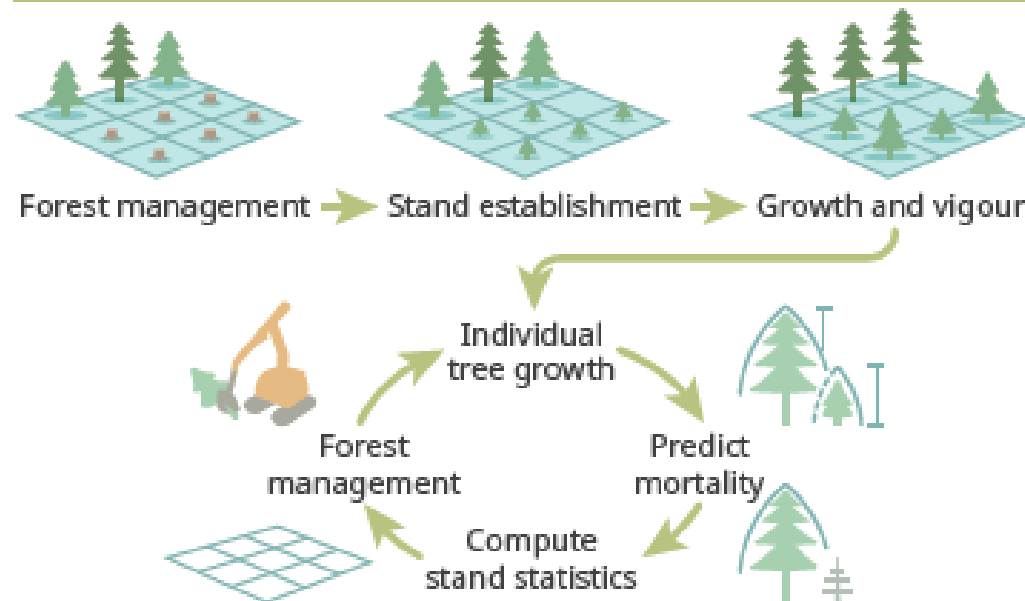 Forest management
Stand establishment
Growth and vigour
Individual
tree growth
Forest
management
Predict
mortality
Compute
stand statistics